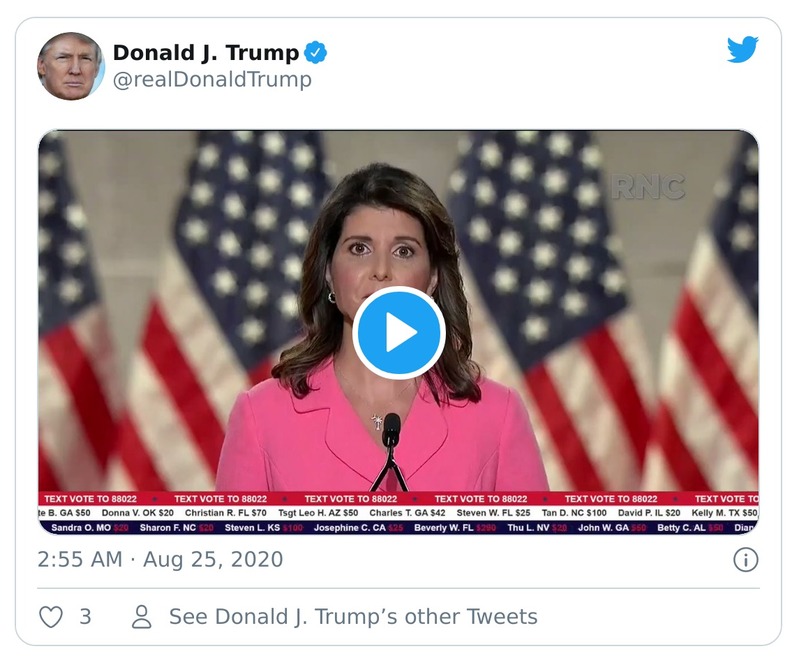 Donald J. Trump
@realDonaldTrump
RNC
TEXT VOTE TO 88022 TEXT VOTE TO 88022 TEXT VOTE TO 88022 TEXT VOTE TO 88022 TEXT VOTE TO 88022 TEXT VOTE TO
te B. GA $50 Donna V. OK $20 Christian R. FL $70 Tsgt Leo H. AZ $50 Charles T. GA $42 Steven W. FL $25 Tan D. NC $100 David P. IL $20 Kelly M. TX $50
Sandra O. MO $20 Sharon F. NC $20 Steven L. KS $100 Josephine C. CA $25 Beverly W. FL $250 Thu L. NV $20 John W. GA $50 Betty C. AL $50 Dian
2:55 AM · Aug 25, 2020
3 See Donald J. Trump’s other Tweets